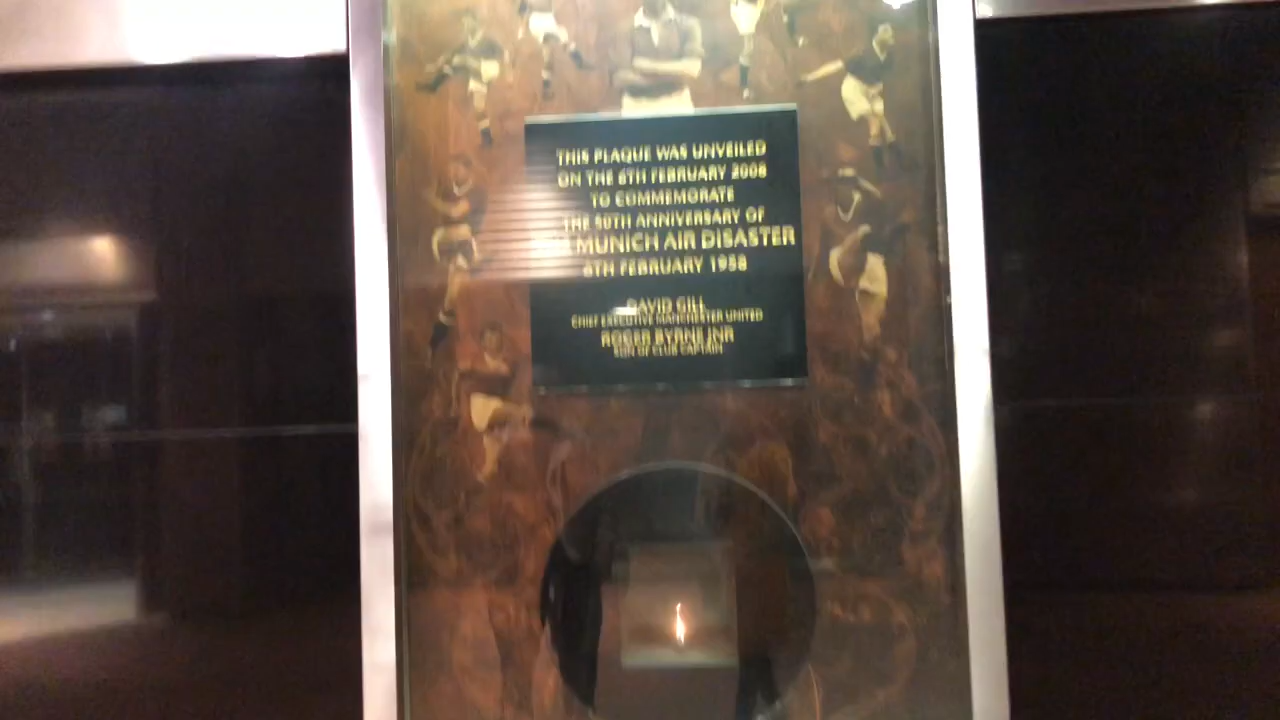 THIS PLAQUE WAS UNVEILED
ON THE 6TH FEBRUARY 2008
TO COMMEMORATE
THE 50TH ANNIVERSARY OF
THE MUNICH AIR DISASTER
6TH FEBRUARY 1958
DAVID GILL
CHIEF EXECUTIVE MANCHESTER UNITED
ROGER BYRNE JNR
SON OF CLUB CAPTAIN